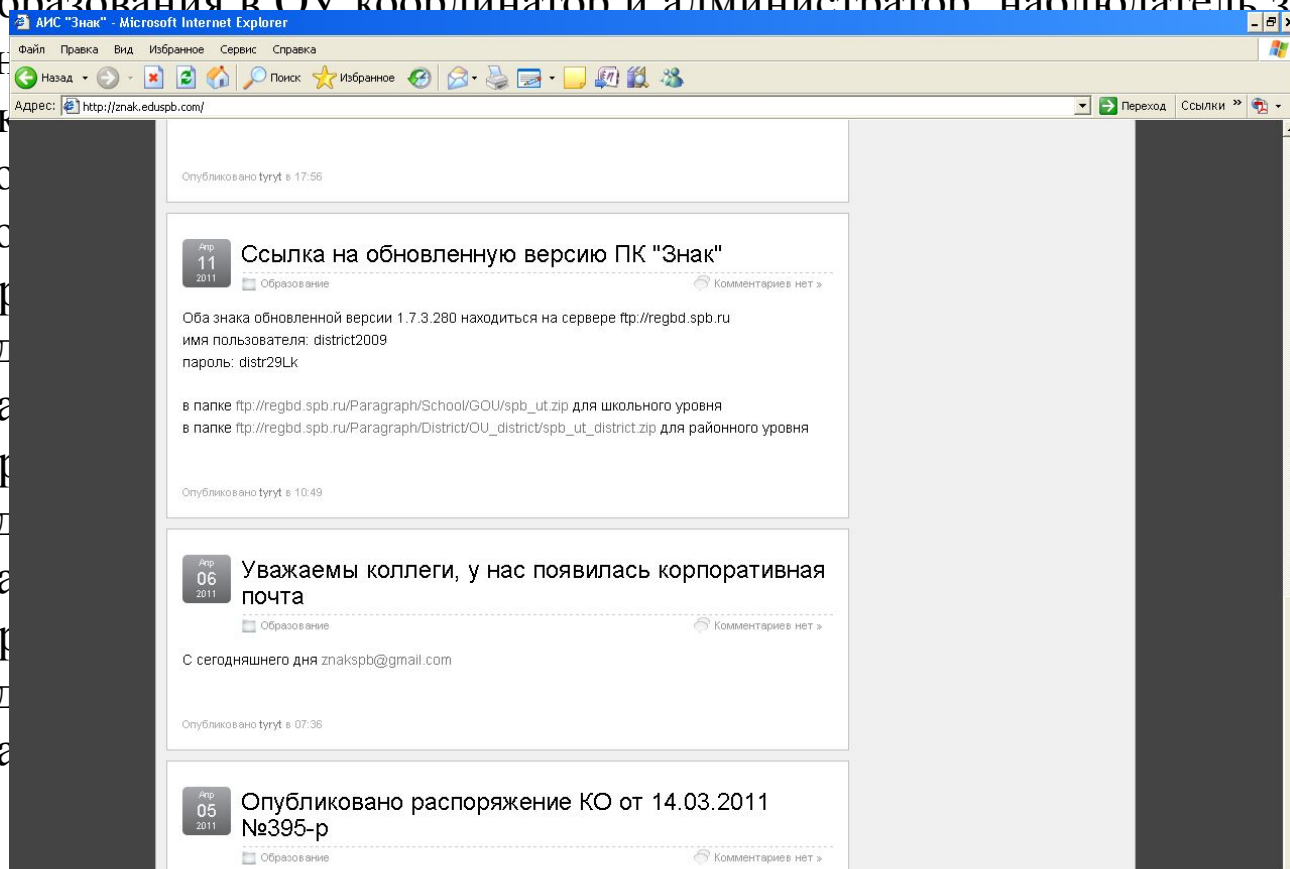 образования в ОУ координатор и администратор, наблюдатель з
АИС "Знак" - Microsoft Internet Explorer
Файл Правка Вид Избранное Сервис Справка
Назад Поиск Избранное
Адрес: http://znak.eduspb.com/ Переход Ссылки »
Опубликовано tyryt в 17:56
Апр
11
2011
Ссылка на обновленную версию ПК "Знак"
Образование Комментариев нет »
Оба знака обновленной версии 1.7.3.280 находиться на сервере ftp://regbd.spb.ru
имя пользователя: district2009
пароль: distr29Lk
в папке ftp://regbd.spb.ru/Paragraph/School/GOU/spb_ut.zip для школьного уровня
в папке ftp://regbd.spb.ru/Paragraph/District/OU_district/spb_ut_district.zip для районного уровня
Опубликовано tyryt в 10:49
Апр
06
2011
Уважаемы коллеги, у нас появилась корпоративная
почта
Образование Комментариев нет »
С сегодняшнего дня znakspb@gmail.com
Опубликовано tyryt в 07:36
Апр
05
2011
Опубликовано распоряжение КО от 14.03.2011
№395-р
Образование Комментариев нет »